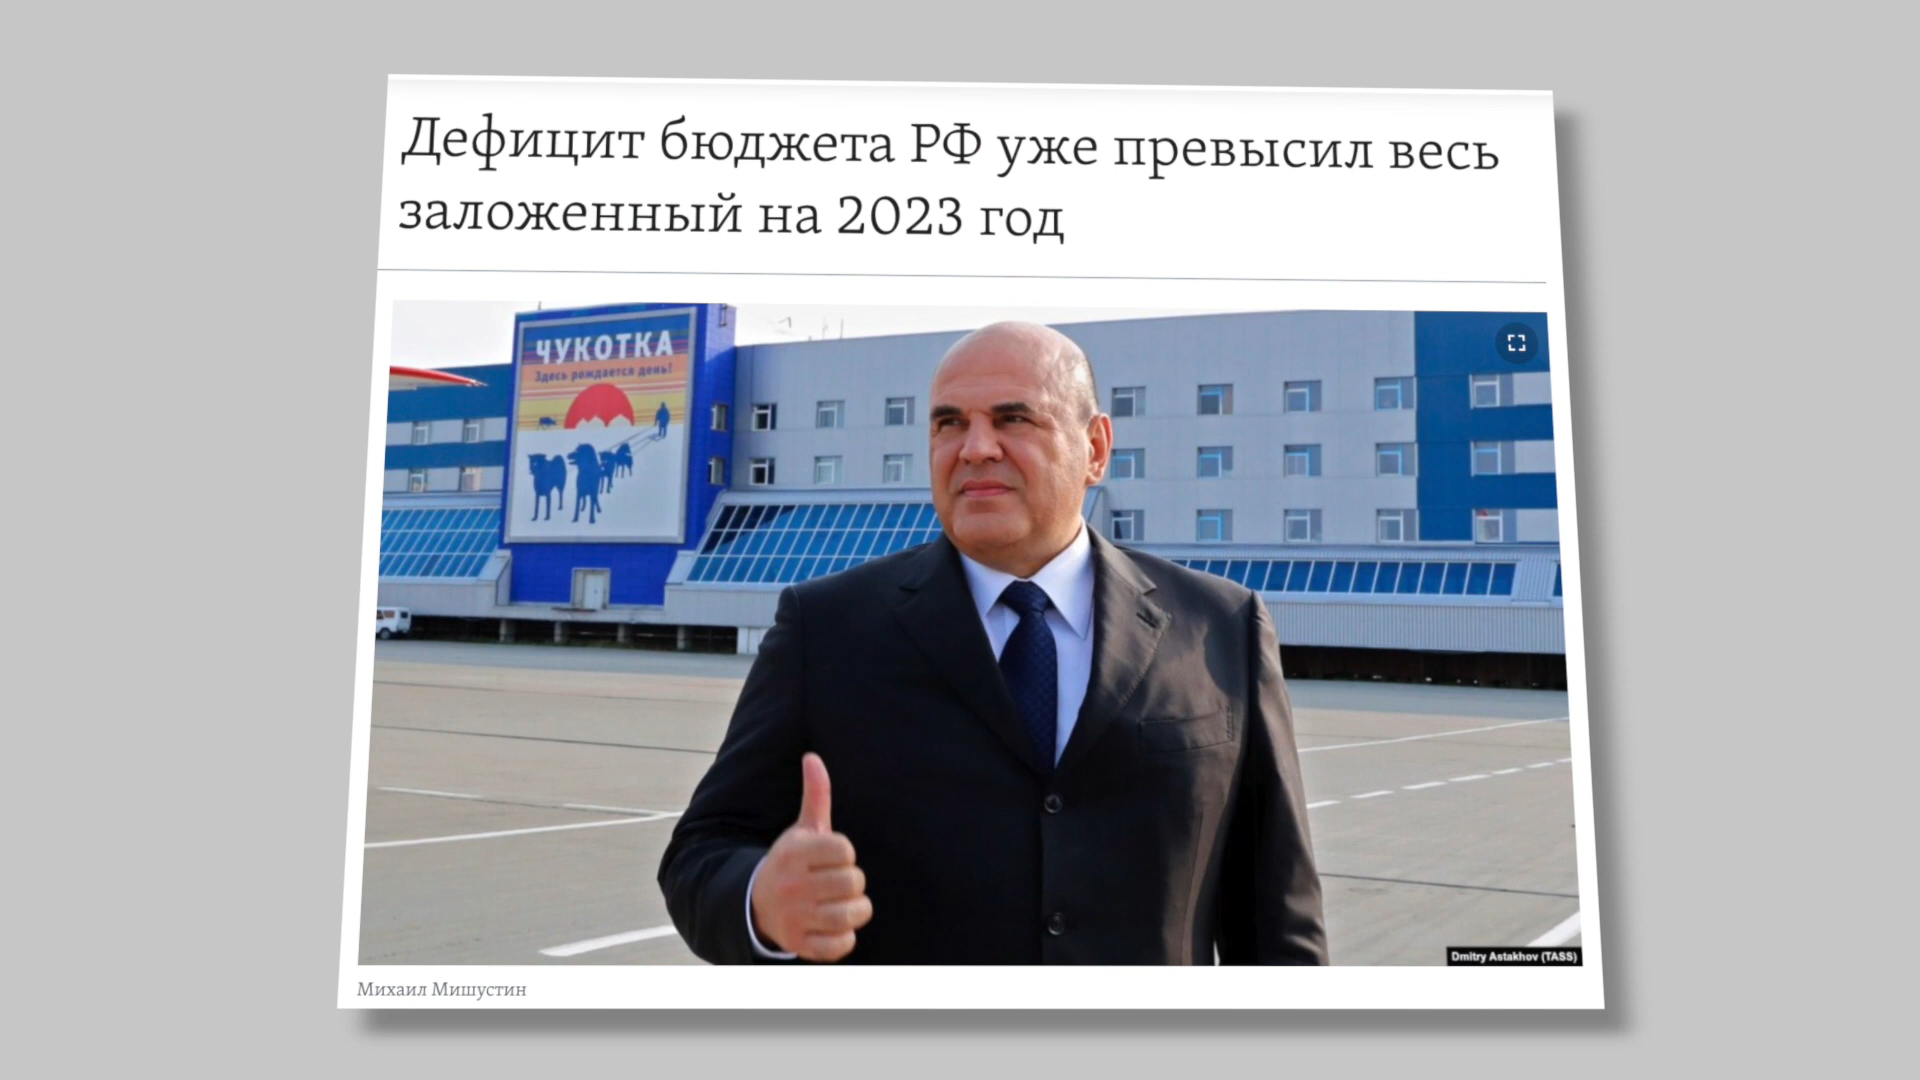 Дефицит бюджета РФ уже превысил весь
заложенный на 2023 год
ЧУКОТКА
Здесь рождается день!
Dmitry Astakhov (TASS)
Михаил Мишустин